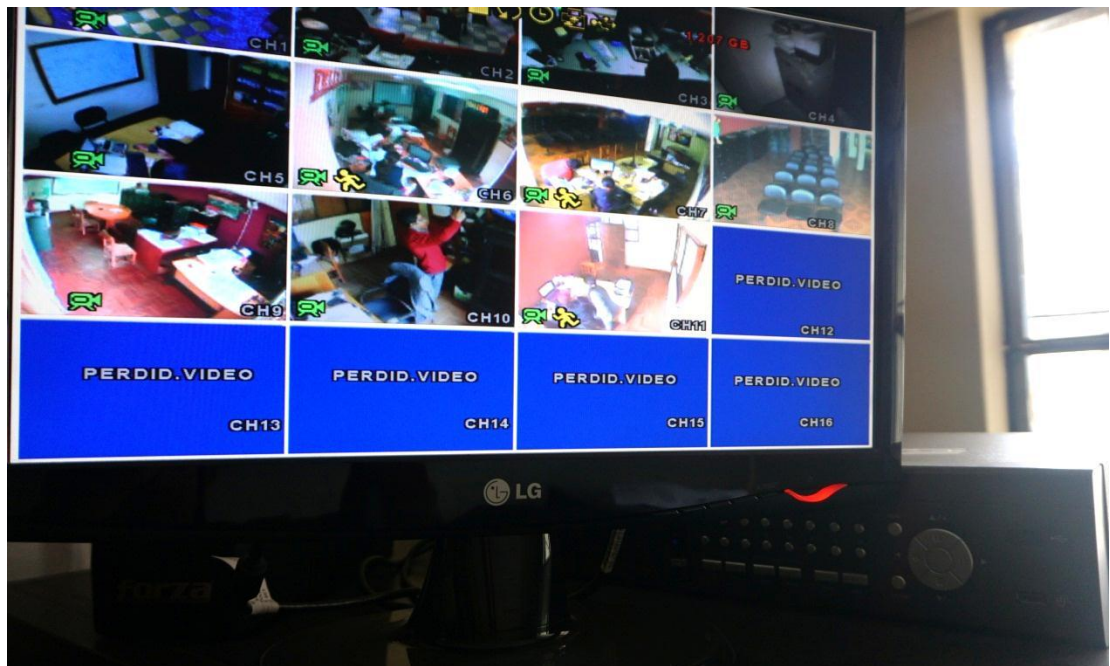 CH1
CH2
1 207 GB
CH3
CH4
CH5
CH6
CH7
CH8
CH9
CH10
CH11
PERDID.VIDEO
CH12
PERDID.VIDEO
CH13
PERDID.VIDEO
CH14
PERDID.VIDEO
CH15
PERDID.VIDEO
CH16
LG
forza